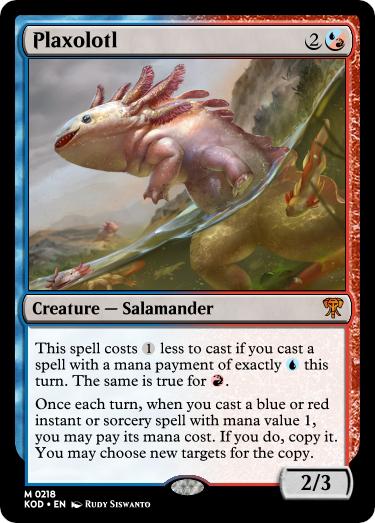 Plaxolotl 2
Creature — Salamander
This spell costs 1 less to cast if you cast a
spell with a mana payment of exactly this
turn. The same is true for .
Once each turn, when you cast a blue or red
instant or sorcery spell with mana value 1,
you may pay its mana cost. If you do, copy it.
You may choose new targets for the copy.
2/3
M 0218
KOD • EN Rudy Siswanto